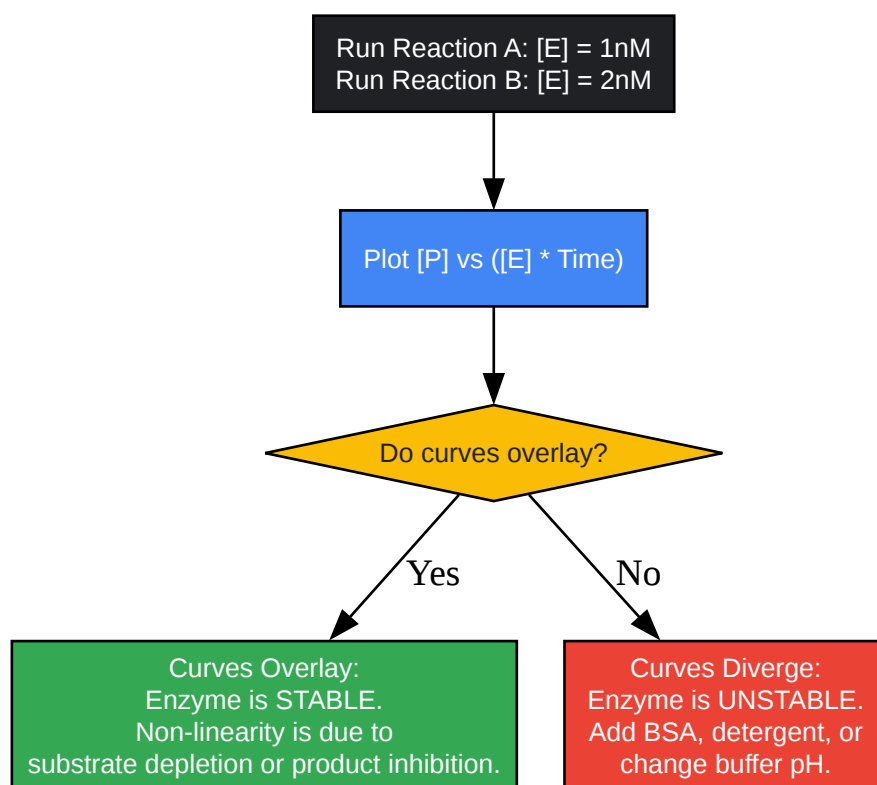 Run Reaction A: [E] = 1nM
Run Reaction B: [E] = 2nM
Plot [P] vs ([E] * Time)
Do curves overlay?
Yes
No
Curves Overlay:
Enzyme is STABLE.
Non-linearity is due to
substrate depletion or product inhibition.
Curves Diverge:
Enzyme is UNSTABLE.
Add BSA, detergent, or
change buffer pH.